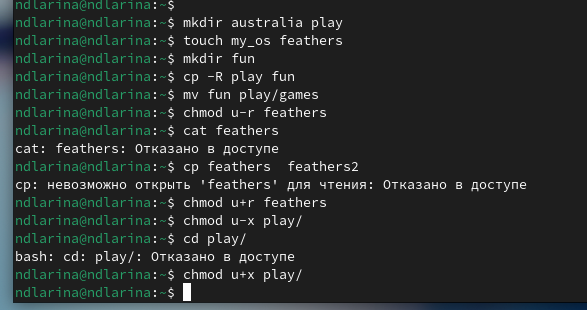 ndlarina@ndlarina:~$
ndlarina@ndlarina:~$ mkdir australia play
ndlarina@ndlarina:~$ touch my_os feathers
ndlarina@ndlarina:~$ mkdir fun
ndlarina@ndlarina:~$ cp -R play fun
ndlarina@ndlarina:~$ mv fun play/games
ndlarina@ndlarina:~$ chmod u-r feathers
ndlarina@ndlarina:~$ cat feathers
cat: feathers: Отказано в доступе
ndlarina@ndlarina:~$ cp feathers  feathers2
cp: невозможно открыть 'feathers' для чтения: Отказано в доступе
ndlarina@ndlarina:~$ chmod u+r feathers
ndlarina@ndlarina:~$ chmod u-x play/
ndlarina@ndlarina:~$ cd play/
bash: cd: play/: Отказано в доступе
ndlarina@ndlarina:~$ chmod u+x play/
ndlarina@ndlarina:~$